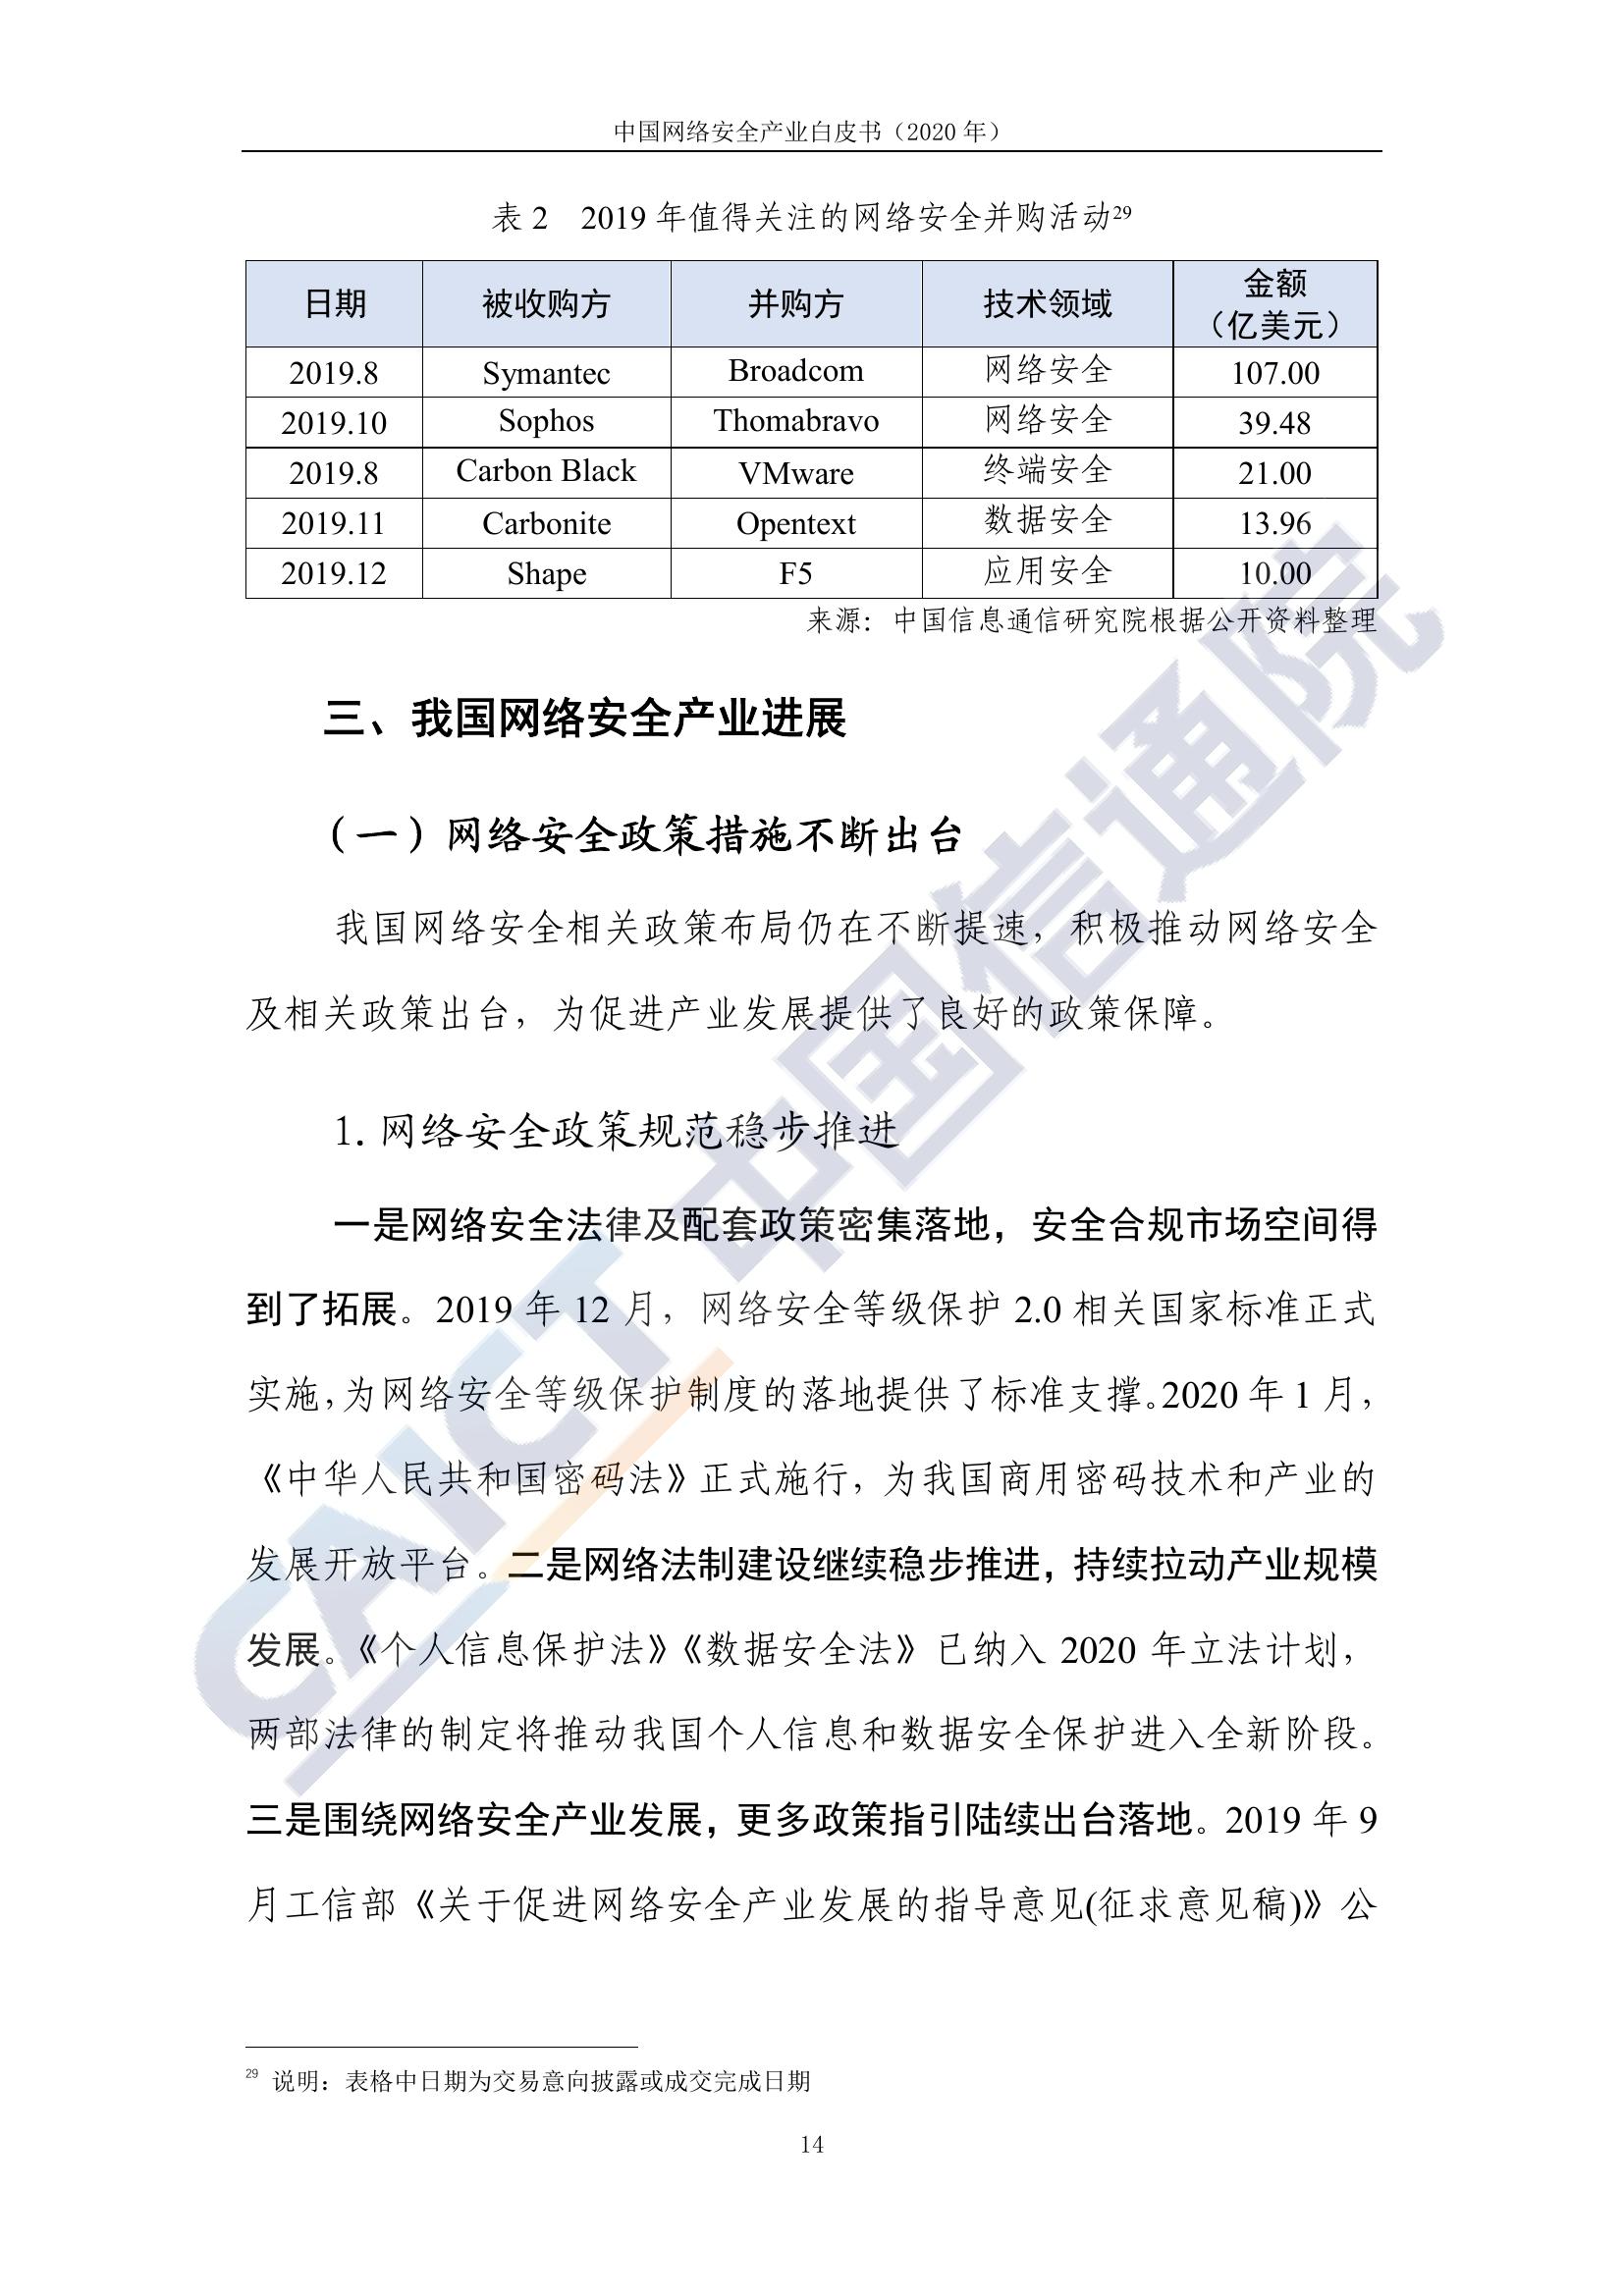 中国网络安全产业白皮书（2020 年）
表 2 2019 年值得关注的网络安全并购活动29
日期 被收购方 并购方 技术领域 金额（亿美元）
2019.8 Symantec Broadcom 网络安全 107.00
2019.10 Sophos Thomabravo 网络安全 39.48
2019.8 Carbon Black VMware 终端安全 21.00
2019.11 Carbonite Opentext 数据安全 13.96
2019.12 Shape F5 应用安全 10.00
来源：中国信息通信研究院根据公开资料整理
三、我国网络安全产业进展
（一）网络安全政策措施不断出台
我国网络安全相关政策布局仍在不断提速，积极推动网络安全
及相关政策出台，为促进产业发展提供了良好的政策保障。
1. 网络安全政策规范稳步推进
一是网络安全法律及配套政策密集落地，安全合规市场空间得
到了拓展。2019 年 12 月，网络安全等级保护 2.0 相关国家标准正式
实施，为网络安全等级保护制度的落地提供了标准支撑。2020 年 1 月，
《中华人民共和国密码法》正式施行，为我国商用密码技术和产业的
发展开放平台。二是网络法制建设继续稳步推进，持续拉动产业规模
发展。《个人信息保护法》《数据安全法》已纳入 2020 年立法计划，
两部法律的制定将推动我国个人信息和数据安全保护进入全新阶段。
三是围绕网络安全产业发展，更多政策指引陆续出台落地。2019 年 9
月工信部《关于促进网络安全产业发展的指导意见(征求意见稿)》公
29 说明：表格中日期为交易意向披露或成交完成日期
14
CAICT 中国信通院